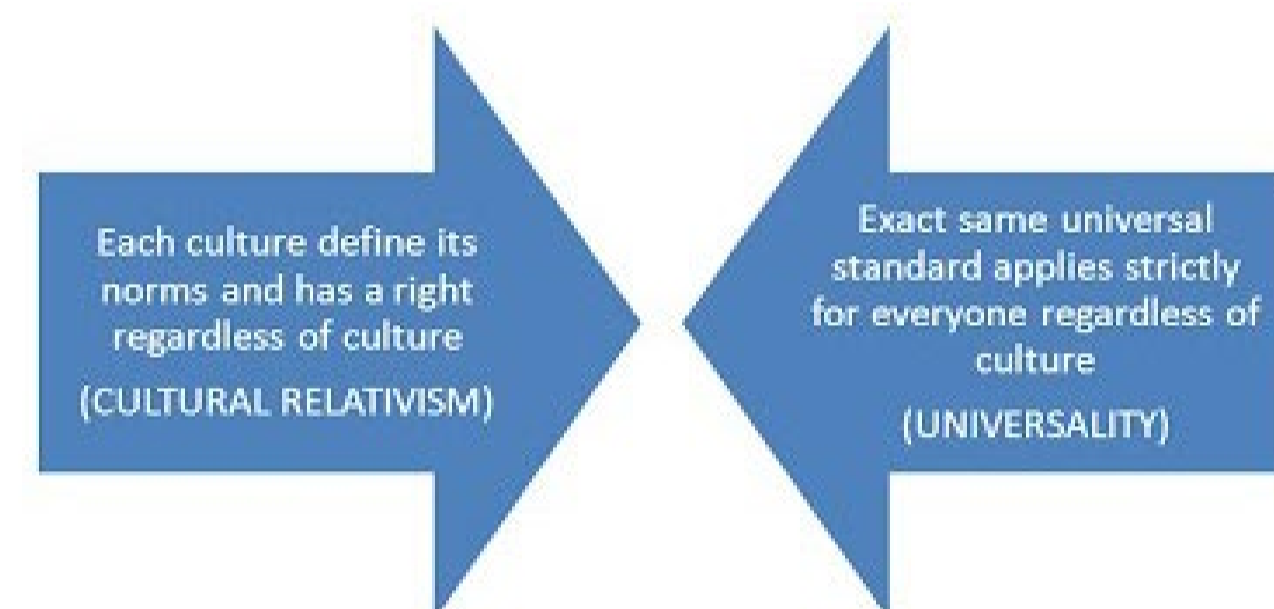 Each culture define its
norms and has a right
regardless of culture
(CULTURAL RELATIVISM)
Exact same universal
standard applies strictly
for everyone regardless of
culture
(UNIVERSALITY)